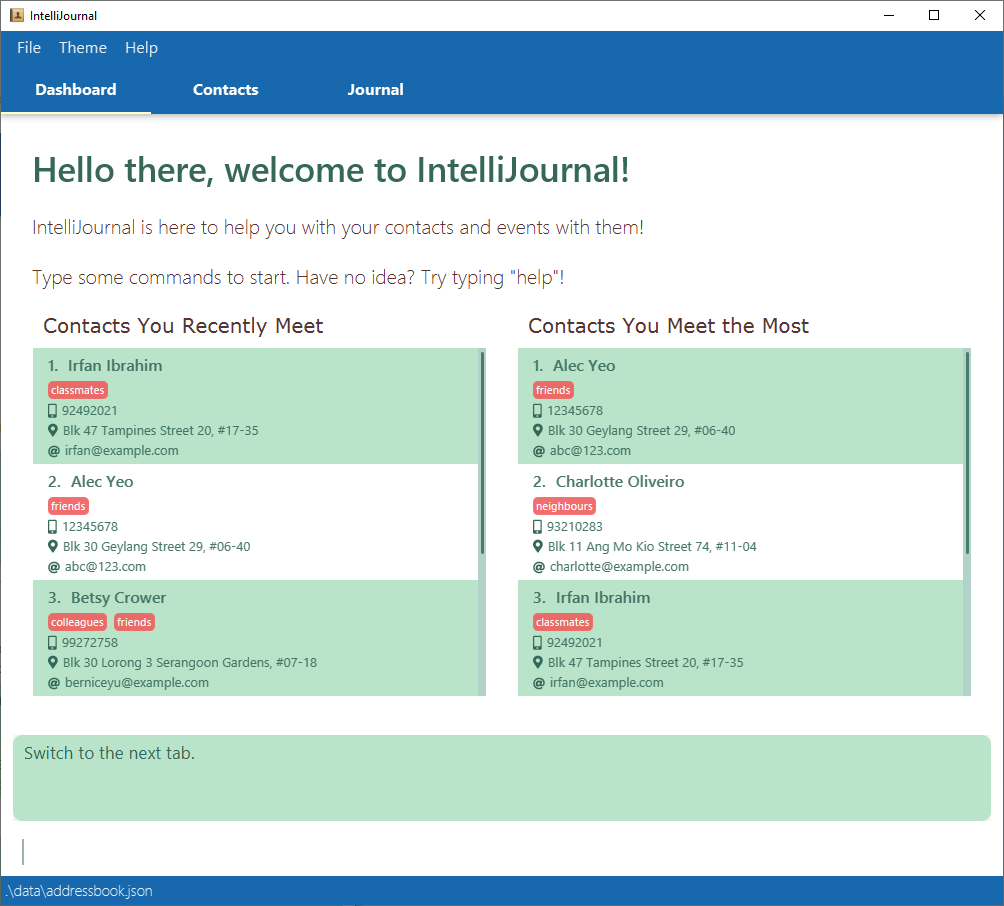 IntelliJournal
File Theme Help
Dashboard Contacts Journal
Hello there, welcome to IntelliJournal!
IntelliJournal is here to help you with your contacts and events with them!
Type some commands to start. Have no idea? Try typing "help"!
Contacts You Recently Meet
1. Irfan Ibrahim
classmates
92492021
Blk 47 Tampines Street 20, #17-35
@ irfan@example.com
2. Alec Yeo
friends
12345678
Blk 30 Geylang Street 29, #06-40
@ abc@123.com
3. Betsy Crower
colleagues friends
99272758
Blk 30 Lorong 3 Serangoon Gardens, #07-18
@ berniceyu@example.com
Contacts You Meet the Most
1. Alec Yeo
friends
12345678
Blk 30 Geylang Street 29, #06-40
@ abc@123.com
2. Charlotte Oliveiro
neighbours
93210283
Blk 11 Ang Mo Kio Street 74, #11-04
@ charlotte@example.com
3. Irfan Ibrahim
classmates
92492021
Blk 47 Tampines Street 20, #17-35
@ irfan@example.com
Switch to the next tab.
.\data\addressbook.json